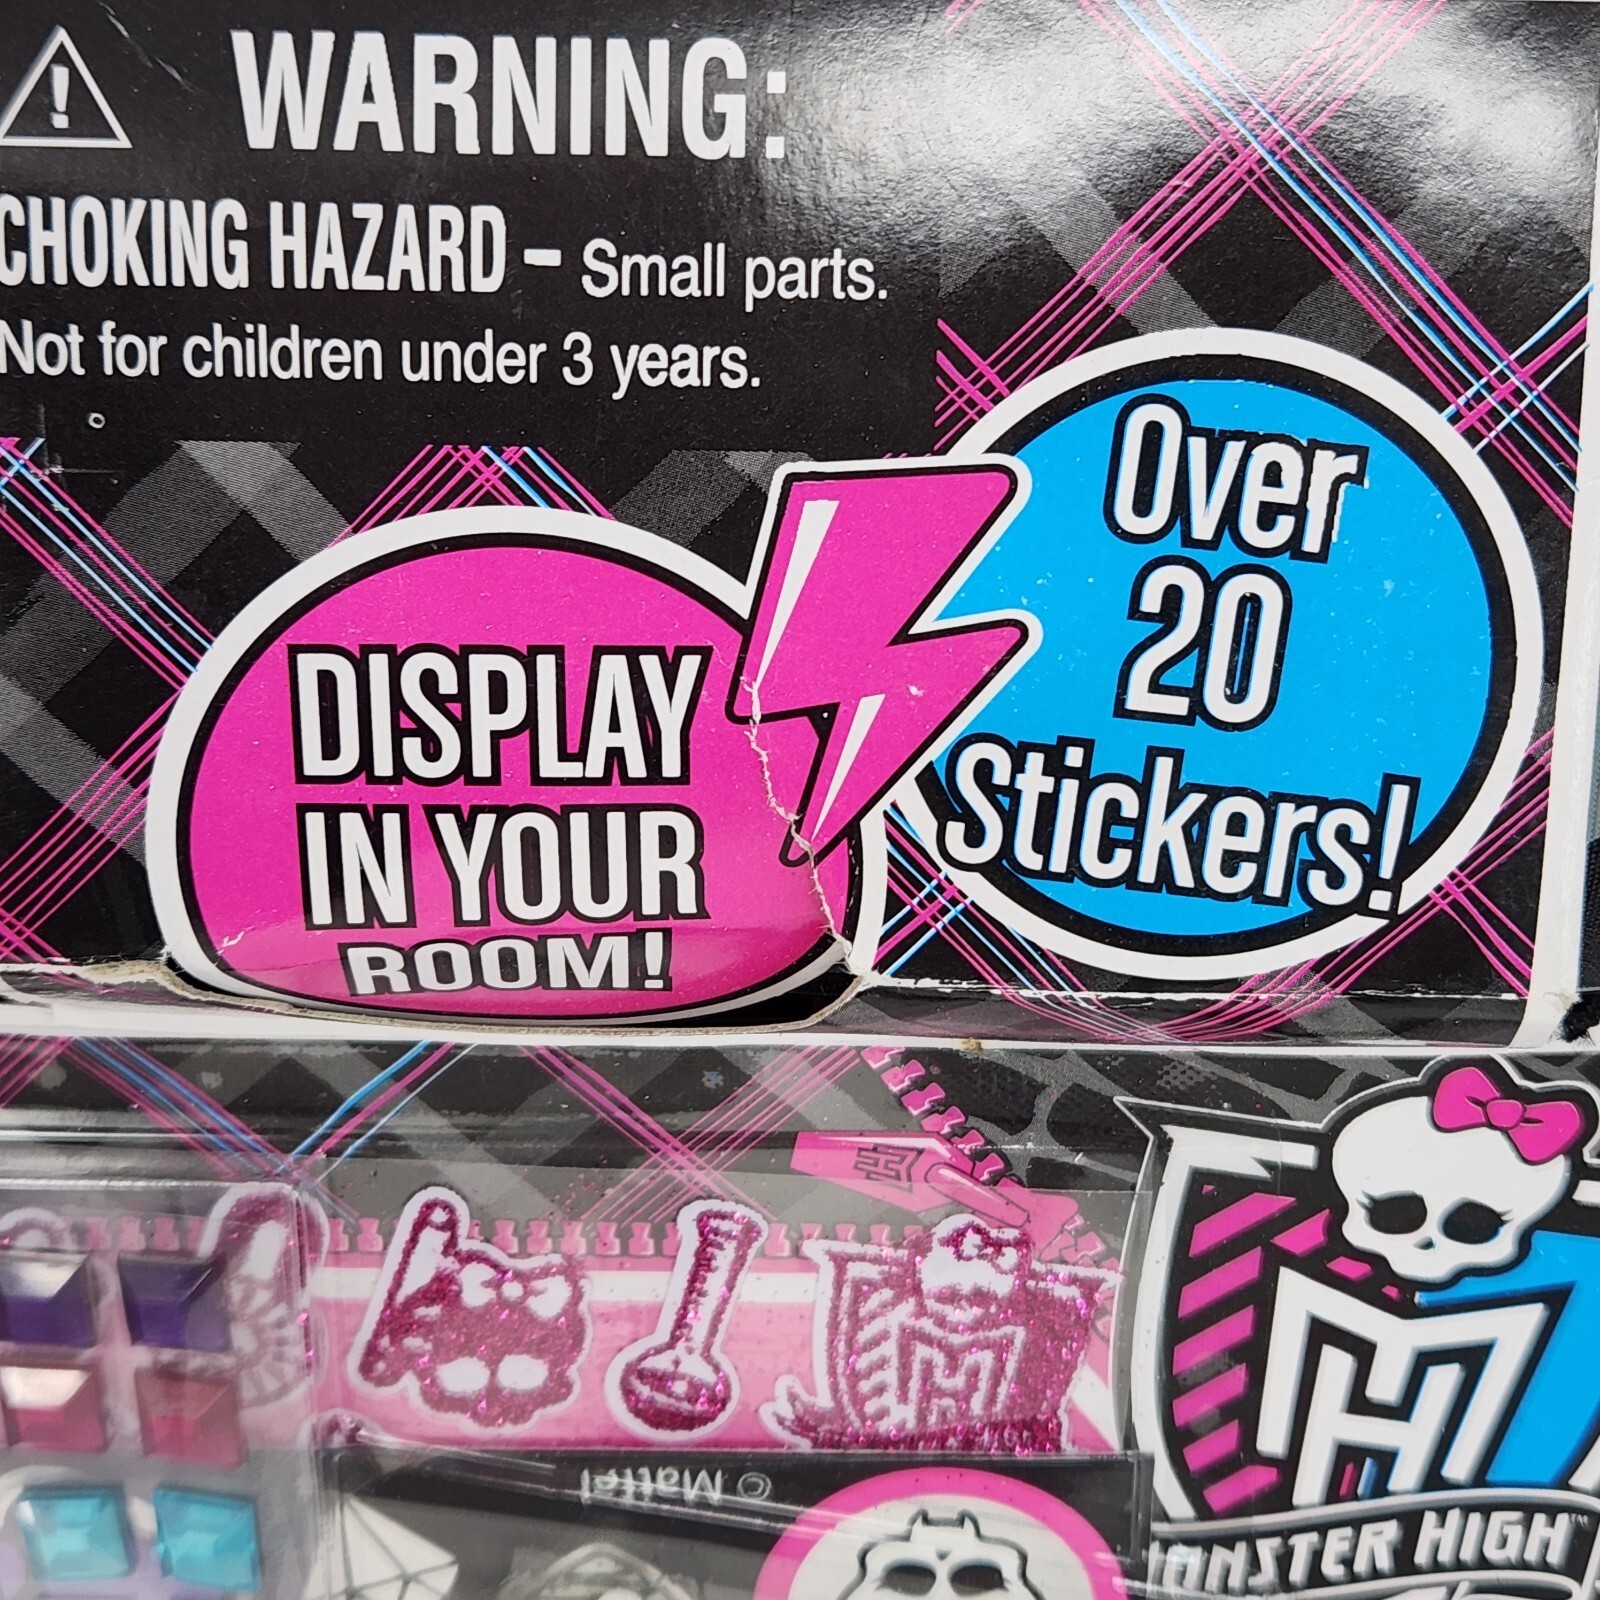 WARNING:
CHOKING HAZARD – Small parts.
Not for children under 3 years.
Over
20
Stickers!
DISPLAY
IN YOUR
ROOM!
© Mattel
MONSTER HIGH™